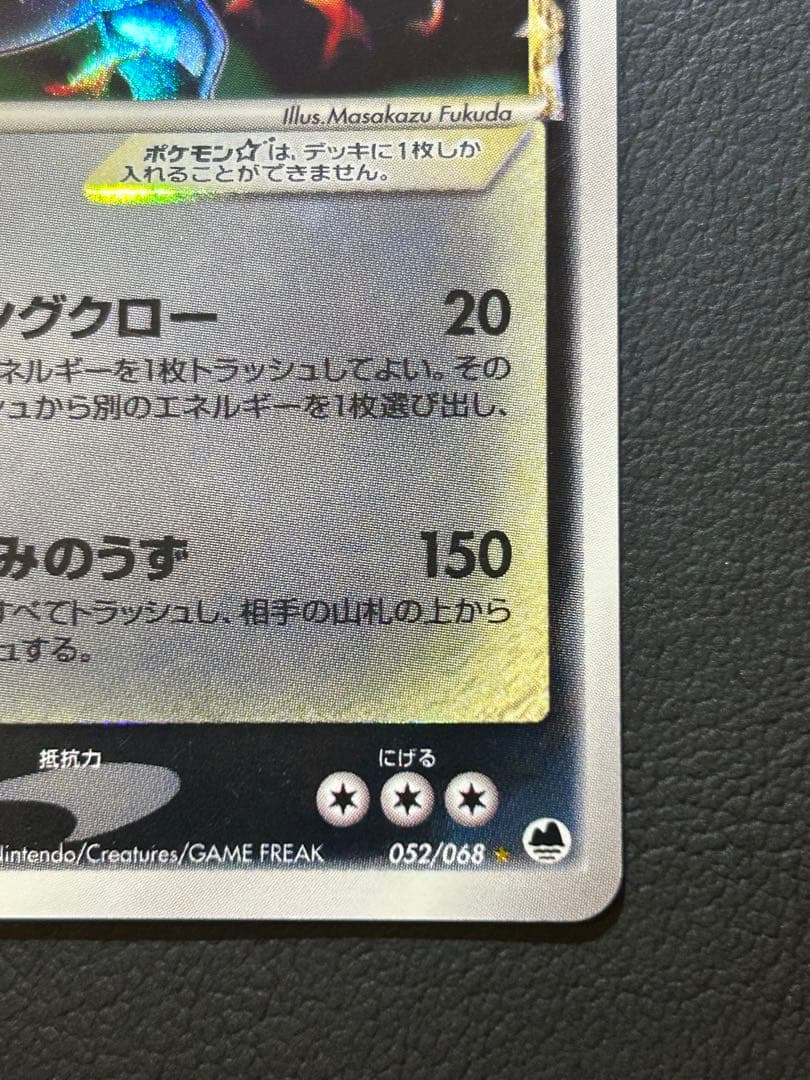 Illus. Masakazu Fukuda
ポケモン☆は、デッキに1枚しか
入れることができません。
ングクロー 20
ネルギーを1枚トラッシュしてよい。その
シュから別のエネルギーを1枚選び出し、
みのうず 150
すべてトラッシュし、相手の山札の上から
ュする。
抵抗力 にげる
Nintendo/Creatures/GAME FREAK 052/068 ★